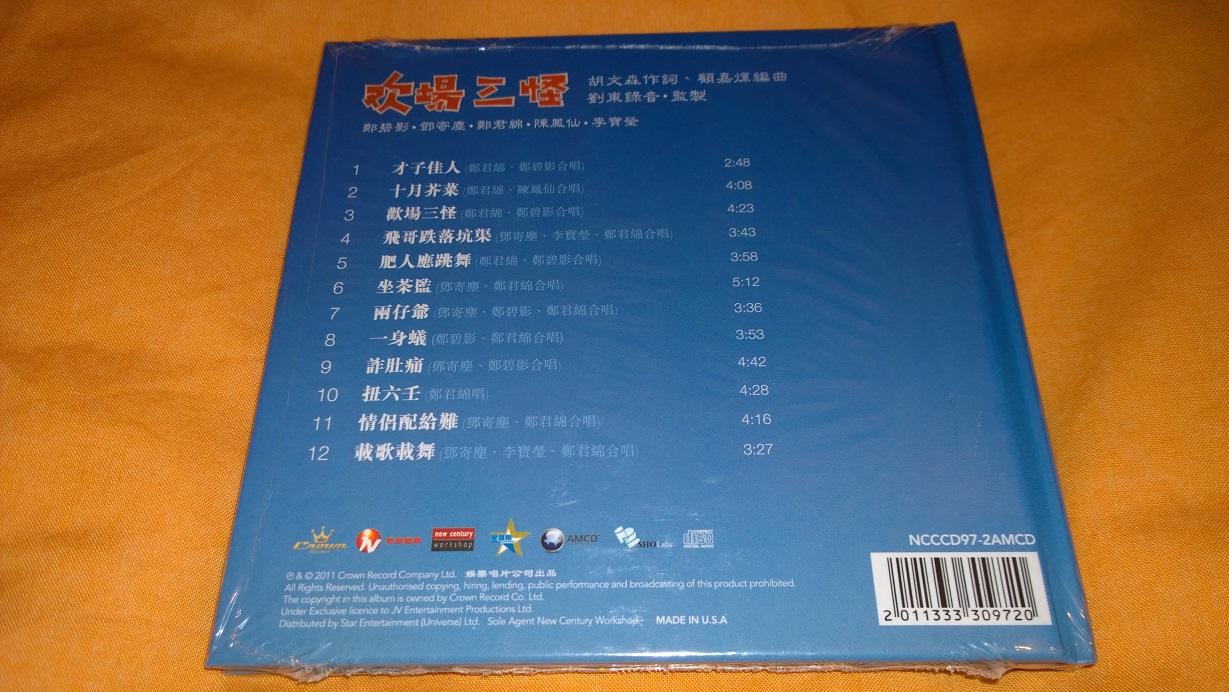 欢場三怪
胡文森作詞、顧嘉煇編曲
劉東錄音•監製
鄭碧影•鄧寄塵•鄭君綿•陳鳳仙•李寶瑩
1 才子佳人 (鄭君綿、鄭碧影合唱) 2:48
2 十月芥菜 (鄭君綿、陳鳳仙合唱) 4:08
3 歡場三怪 (鄭君綿、鄭碧影合唱) 4:23
4 飛哥跌落坑渠 (鄧寄塵、李寶瑩、鄭君綿合唱) 3:43
5 肥人應跳舞 (鄭君綿、鄭碧影合唱) 3:58
6 坐茶監 (鄧寄塵、鄭君綿合唱) 5:12
7 兩仔爺 (鄧寄塵、鄭碧影、鄭君綿合唱) 3:36
8 一身蟻 (鄭碧影、鄭君綿合唱) 3:53
9 詐肚痛 (鄧寄塵、鄭碧影合唱) 4:42
10 扭六壬 (鄭君綿唱) 4:28
11 情侶配給難 (鄧寄塵、鄭君綿合唱) 4:16
12 載歌載舞 (鄧寄塵、李寶瑩、鄭君綿合唱) 3:27
Crown
new century workshop
AMCD
SHQ Labs
disc
DIGITAL AUDIO
NCCCD97-2AMCD
℗ & © 2011 Crown Record Company Ltd. 娛樂唱片公司出品
All Rights Reserved. Unauthorised copying, hiring, lending, public performance and broadcasting of this product prohibited.
The copyright in this album is owned by Crown Record Co. Ltd.
Under Exclusive licence to JV Entertainment Productions Ltd.
Distributed by Star Entertainment (Universe) Ltd. Sole Agent New Century Workshop. MADE IN U.S.A
2 011333 309720